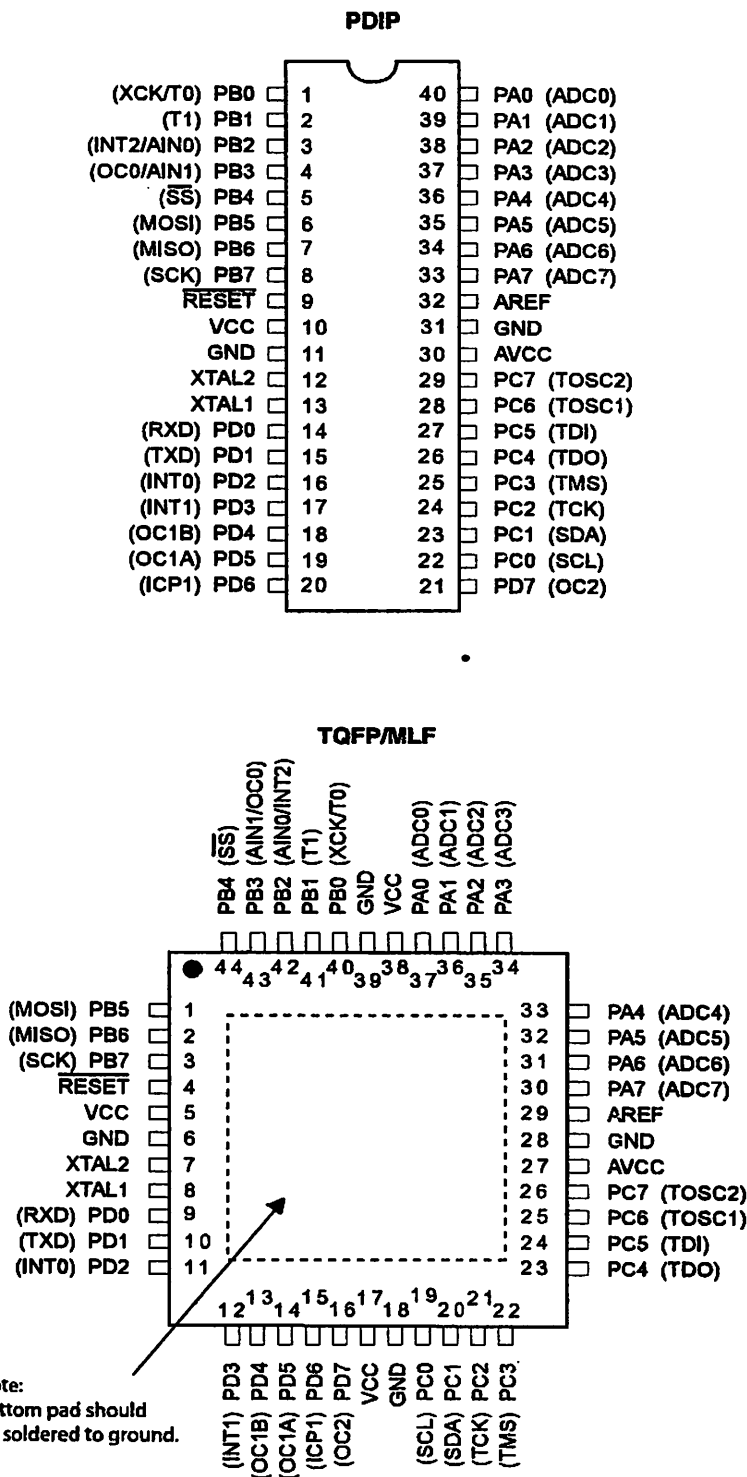 PDIP
(XCK/T0) PB0 1 40 PA0 (ADC0)
(T1) PB1 2 39 PA1 (ADC1)
(INT2/AIN0) PB2 3 38 PA2 (ADC2)
(OC0/AIN1) PB3 4 37 PA3 (ADC3)
(SS) PB4 5 36 PA4 (ADC4)
(MOSI) PB5 6 35 PA5 (ADC5)
(MISO) PB6 7 34 PA6 (ADC6)
(SCK) PB7 8 33 PA7 (ADC7)
RESET 9 32 AREF
VCC 10 31 GND
GND 11 30 AVCC
XTAL2 12 29 PC7 (TOSC2)
XTAL1 13 28 PC6 (TOSC1)
(RXD) PD0 14 27 PC5 (TDI)
(TXD) PD1 15 26 PC4 (TDO)
(INT0) PD2 16 25 PC3 (TMS)
(INT1) PD3 17 24 PC2 (TCK)
(OC1B) PD4 18 23 PC1 (SDA)
(OC1A) PD5 19 22 PC0 (SCL)
(ICP1) PD6 20 21 PD7 (OC2)
TQFP/MLF
PB4 (SS)
PB3 (AIN1/OC0)
PB2 (AIN0/INT2)
PB1 (T1)
PB0 (XCK/T0)
GND
VCC
PA0 (ADC0)
PA1 (ADC1)
PA2 (ADC2)
PA3 (ADC3)
44 43 42 41 40 39 38 37 36 35 34
(MOSI) PB5 1 33 PA4 (ADC4)
(MISO) PB6 2 32 PA5 (ADC5)
(SCK) PB7 3 31 PA6 (ADC6)
RESET 4 30 PA7 (ADC7)
VCC 5 29 AREF
GND 6 28 GND
XTAL2 7 27 AVCC
XTAL1 8 26 PC7 (TOSC2)
(RXD) PD0 9 25 PC6 (TOSC1)
(TXD) PD1 10 24 PC5 (TDI)
(INT0) PD2 11 23 PC4 (TDO)
12 13 14 15 16 17 18 19 20 21 22
(INT1) PD3
(OC1B) PD4
(OC1A) PD5
(ICP1) PD6
(OC2) PD7
VCC
GND
(SCL) PC0
(SDA) PC1
(TCK) PC2
(TMS) PC3
ote:
ttom pad should
soldered to ground.